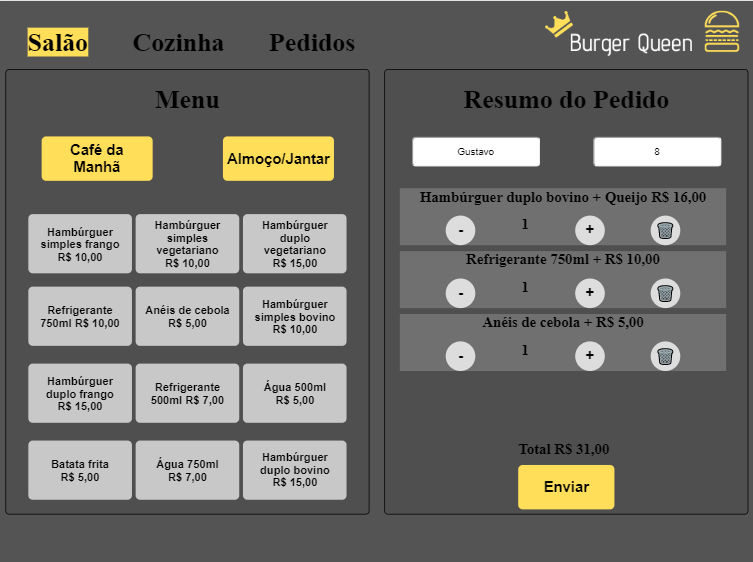 Salão Cozinha Pedidos
Burger Queen
Menu
Café da
Manhã
Almoço/Jantar
Hambúrguer
simples frango
R$ 10,00
Hambúrguer
simples
vegetariano
R$ 10,00
Hambúrguer
duplo
vegetariano
R$ 15,00
Refrigerante
750ml R$ 10,00
Anéis de cebola
R$ 5,00
Hambúrguer
simples bovino
R$ 10,00
Hambúrguer
duplo frango
R$ 15,00
Refrigerante
500ml R$ 7,00
Água 500ml
R$ 5,00
Batata frita
R$ 5,00
Água 750ml
R$ 7,00
Hambúrguer
duplo bovino
R$ 15,00
Resumo do Pedido
Gustavo 8
Hambúrguer duplo bovino + Queijo R$ 16,00
- 1 +
Refrigerante 750ml + R$ 10,00
- 1 +
Anéis de cebola + R$ 5,00
- 1 +
Total R$ 31,00
Enviar